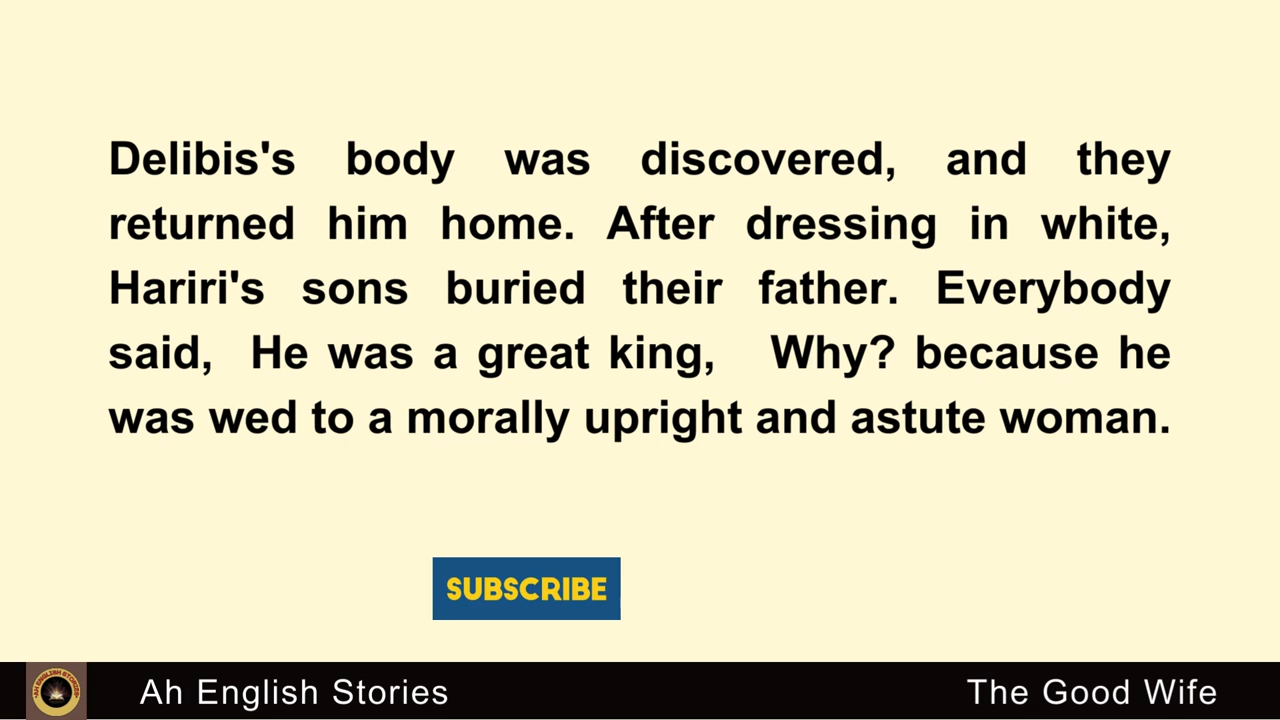 Delibis's body was discovered, and they
returned him home. After dressing in white,
Hariri's sons buried their father. Everybody
said, He was a great king, Why? because he
was wed to a morally upright and astute woman.
SUBSCRIBE
Ah English Stories
The Good Wife